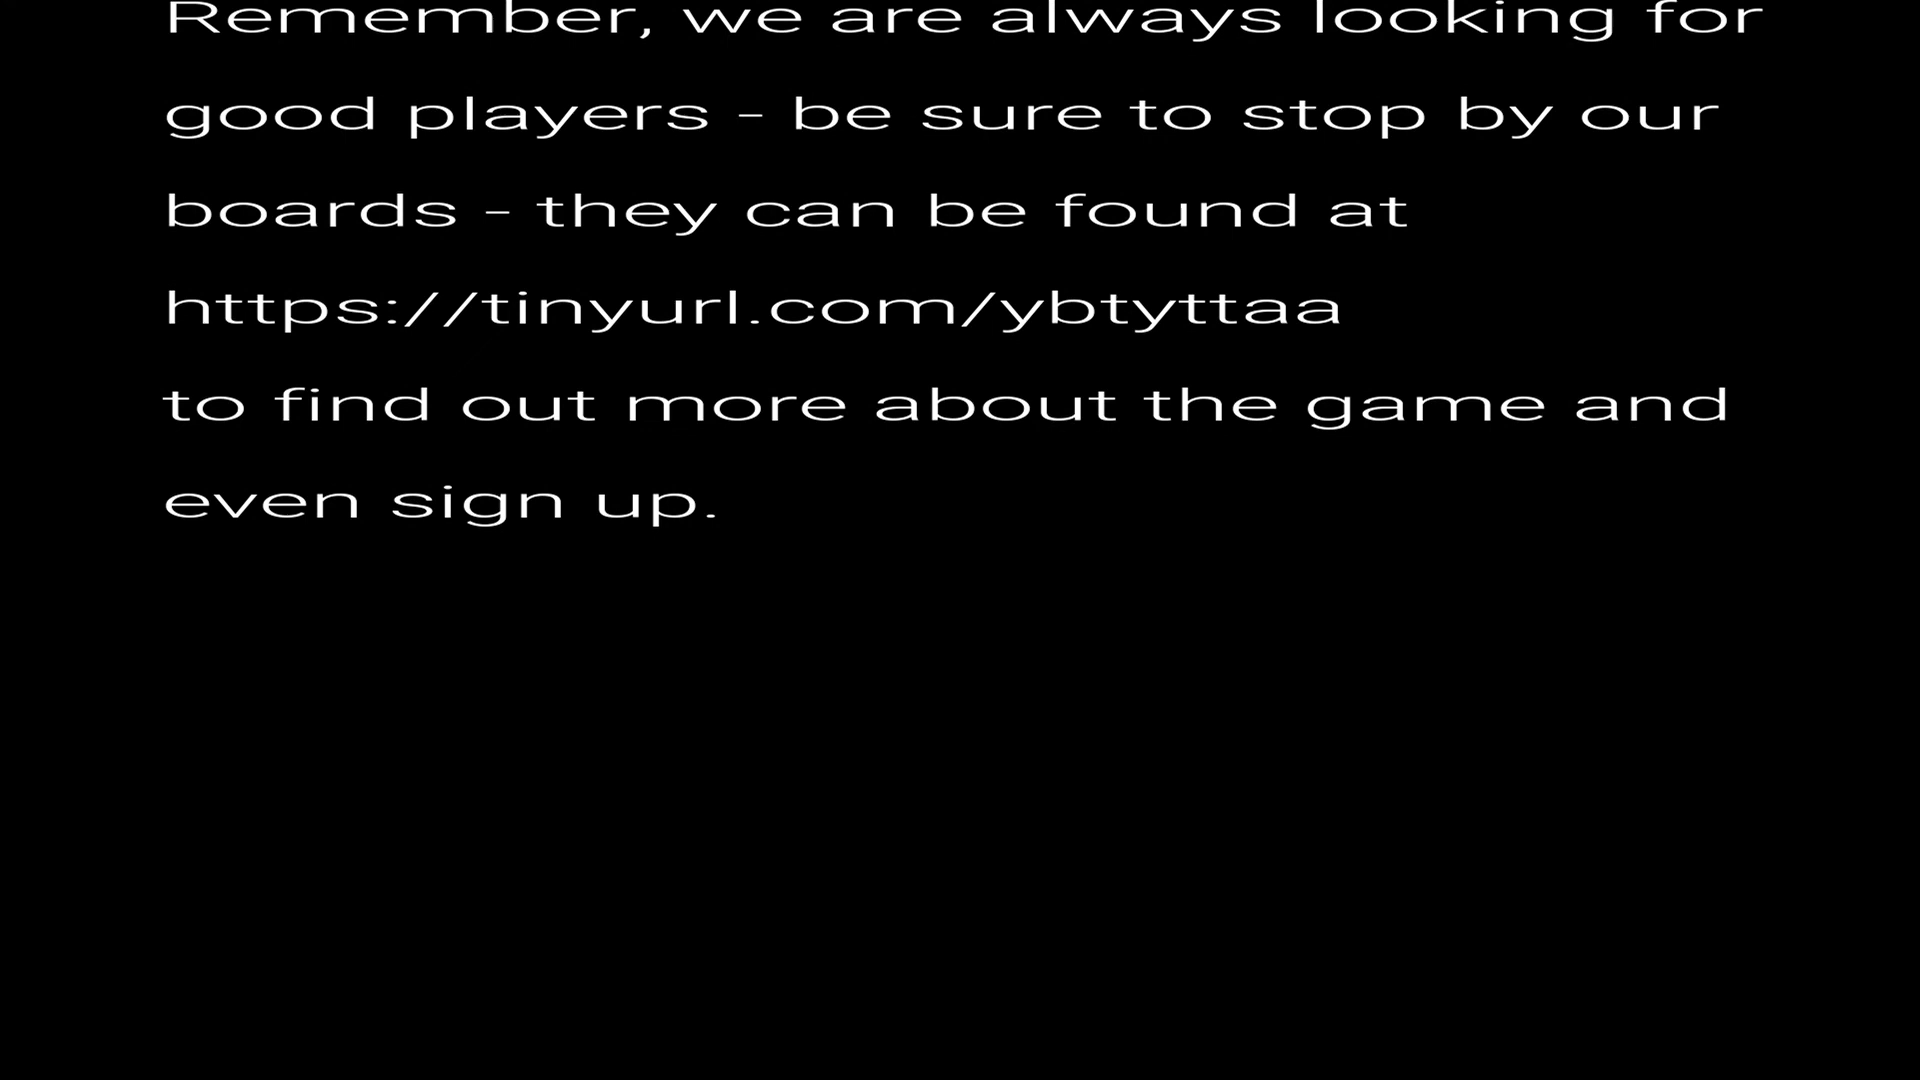 Remember, we are always looking for
good players - be sure to stop by our
boards - they can be found at
https://tinyurl.com/ybtyttaa
to find out more about the game and
even sign up.